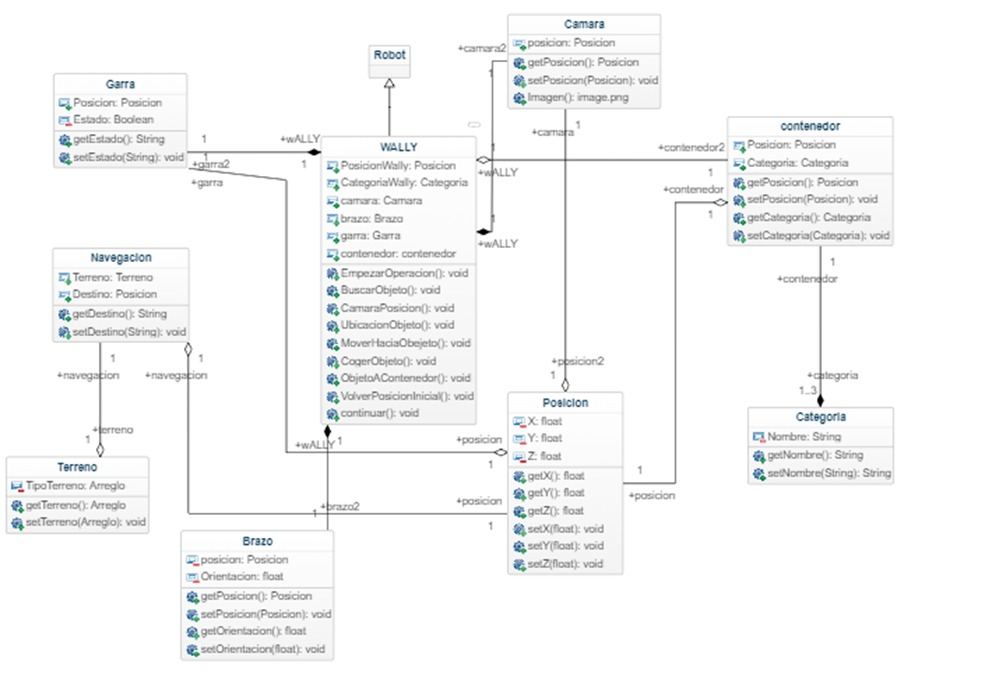 Camara
posicion: Posicion
getPosicion(): Posicion
setPosicion(Posicion): void
Imagen(): image.png
+camara2
1
+camara
1
Robot
Garra
Posicion: Posicion
Estado: Boolean
getEstado(): String
setEstado(String): void
1
+wALLY
1
1
+garra2
+garra
WALLY
PosicionWally: Posicion
CategoriaWally: Categoria
camara: Camara
brazo: Brazo
garra: Garra
contenedor: contenedor
EmpezarOperacion(): void
BuscarObjeto(): void
CamaraPosicion(): void
UbicacionObjeto(): void
MoverHaciaObejeto(): void
CogerObjeto(): void
ObjetoAContenedor(): void
VolverPosicionInicial(): void
continuar(): void
1
+wALLY
1
+wALLY
contenedor
Posicion: Posicion
Categoria: Categoria
getPosicion(): Posicion
setPosicion(Posicion): void
getCategoria(): Categoria
setCategoria(Categoria): void
+contenedor2
1
+contenedor
1
1
+contenedor
+categoria
1..3
Navegacion
Terreno: Terreno
Destino: Posicion
getDestino(): String
setDestino(String): void
1
+navegacion
1
+navegacion
+terreno
1
Terreno
TipoTerreno: Arreglo
getTerreno(): Arreglo
setTerreno(Arreglo): void
+posicion2
1
Posicion
X: float
Y: float
Z: float
getX(): float
getY(): float
getZ(): float
setX(float): void
setY(float): void
setZ(float): void
+posicion
1
+posicion
1
1
+posicion
Categoria
Nombre: String
getNombre(): String
setNombre(String): String
+wALLY
1
1
+brazo2
Brazo
posicion: Posicion
Orientacion: float
getPosicion(): Posicion
setPosicion(Posicion): void
getOrientacion(): float
setOrientacion(float): void